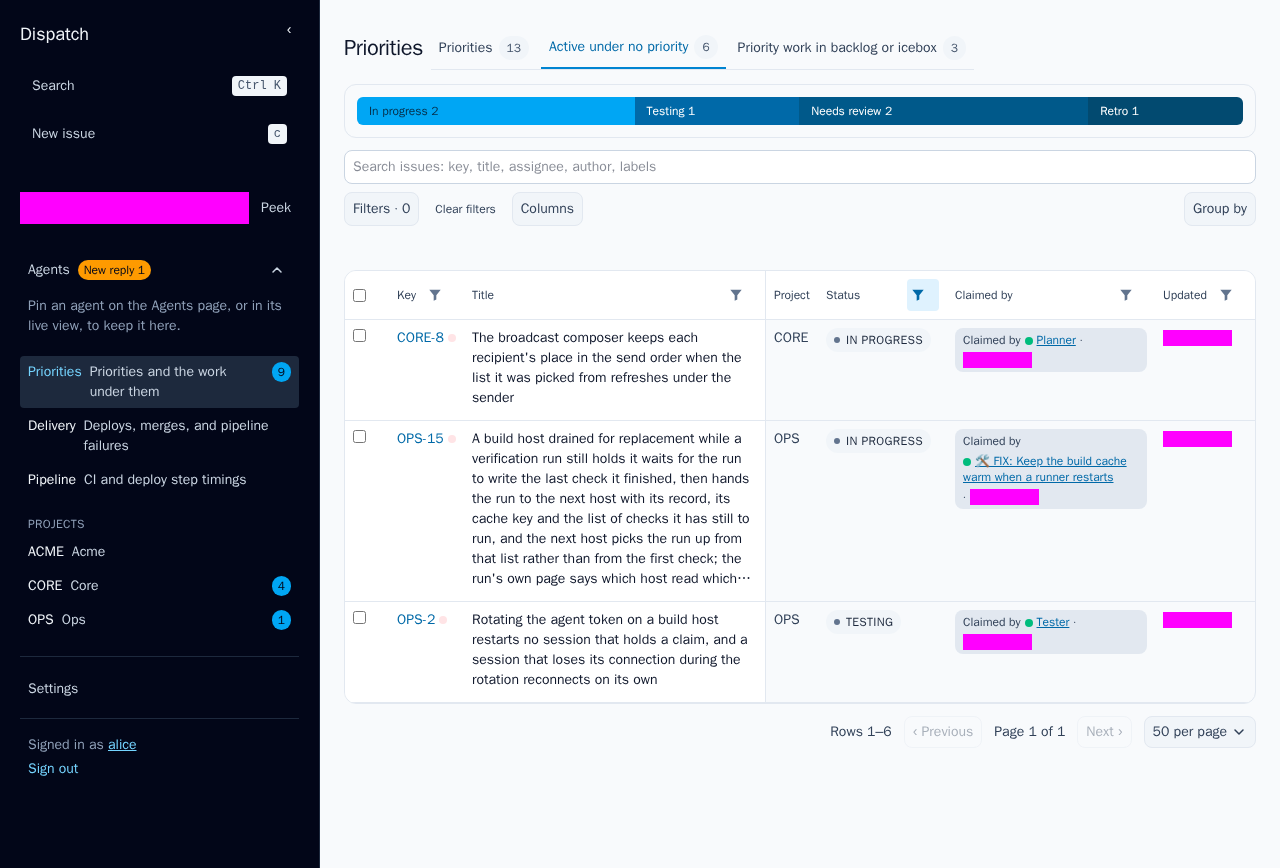 Dispatch
‹
Search
Ctrl K
New issue
C
Peek
Agents
New reply 1
Pin an agent on the Agents page, or in its
live view, to keep it here.
Priorities Priorities and the work
under them
9
Delivery Deploys, merges, and pipeline
failures
Pipeline CI and deploy step timings
PROJECTS
ACME Acme
CORE Core
4
OPS Ops
1
Settings
Signed in as alice
Sign out
Priorities
Priorities 13
Active under no priority 6
Priority work in backlog or icebox 3
In progress 2
Testing 1
Needs review 2
Retro 1
Search issues: key, title, assignee, author, labels
Filters · 0
Clear filters
Columns
Group by
Key
Title
Project
Status
Claimed by
Updated
CORE-8
The broadcast composer keeps each
recipient's place in the send order when the
list it was picked from refreshes under the
sender
CORE
IN PROGRESS
Claimed by Planner ·
OPS-15
A build host drained for replacement while a
verification run still holds it waits for the run
to write the last check it finished, then hands
the run to the next host with its record, its
cache key and the list of checks it has still to
run, and the next host picks the run up from
that list rather than from the first check; the
run's own page says which host read which…
OPS
IN PROGRESS
Claimed by
🛠️ FIX: Keep the build cache
warm when a runner restarts
·
OPS-2
Rotating the agent token on a build host
restarts no session that holds a claim, and a
session that loses its connection during the
rotation reconnects on its own
OPS
TESTING
Claimed by Tester ·
Rows 1–6
‹ Previous
Page 1 of 1
Next ›
50 per page